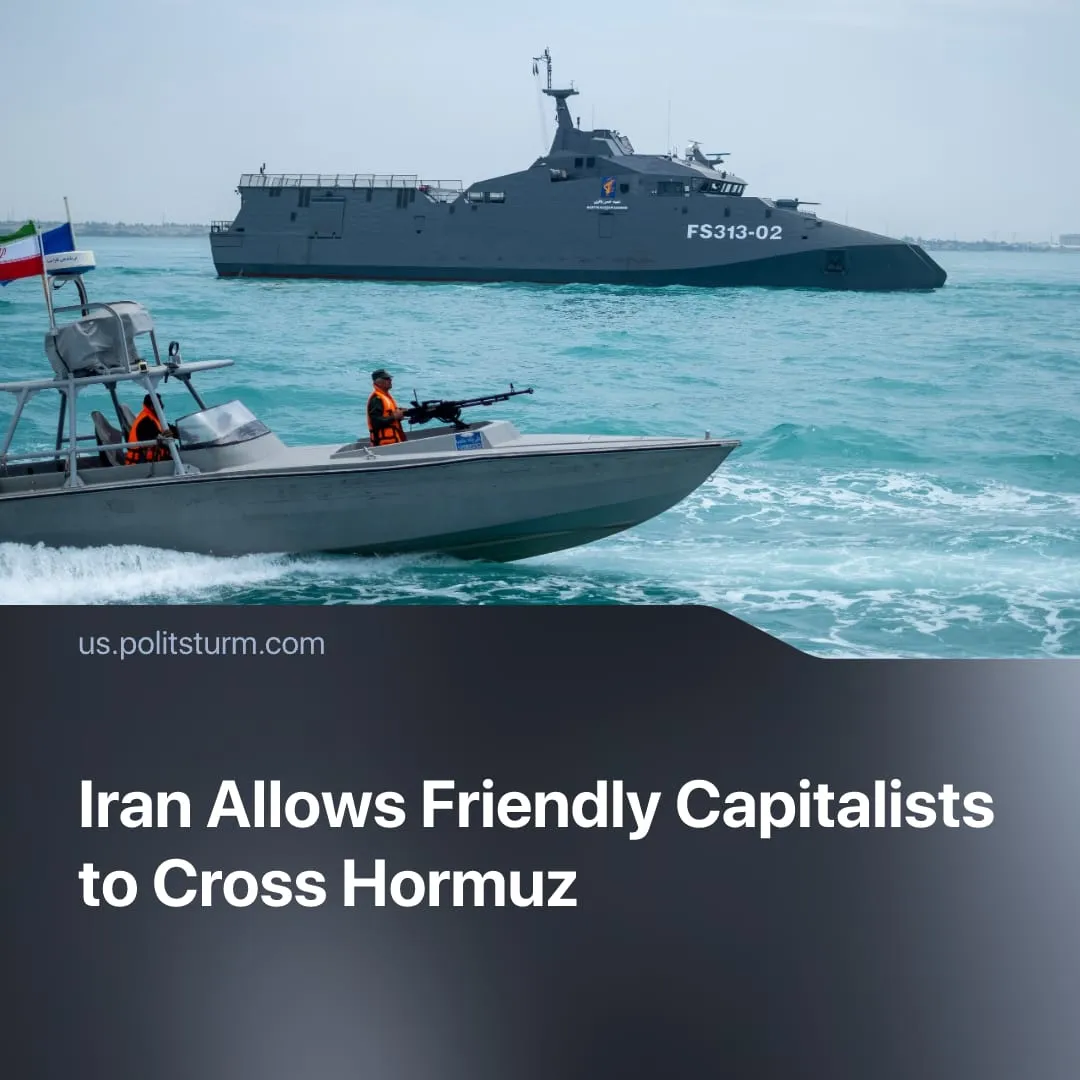 FS313-02
us.politsturm.com
Iran Allows Friendly Capitalists
to Cross Hormuz